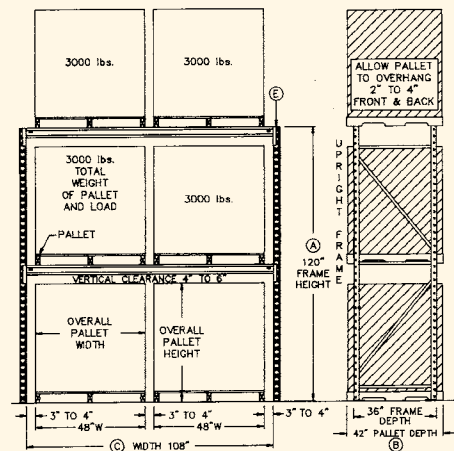 3000 lbs.
3000 lbs.
ALLOW PALLET
TO OVERHANG
2" TO 4"
FRONT & BACK
E
3000 lbs.
TOTAL
WEIGHT
OF PALLET
AND LOAD
3000 lbs.
PALLET
UPRIGHT FRAME
A
120"
FRAME
HEIGHT
VERTICAL CLEARANCE 4" TO 6"
OVERALL
PALLET
WIDTH
OVERALL
PALLET
HEIGHT
3" TO 4"
3" TO 4"
3" TO 4"
48"W
48"W
C WIDTH 108"
36" FRAME
DEPTH
42" PALLET DEPTH
B